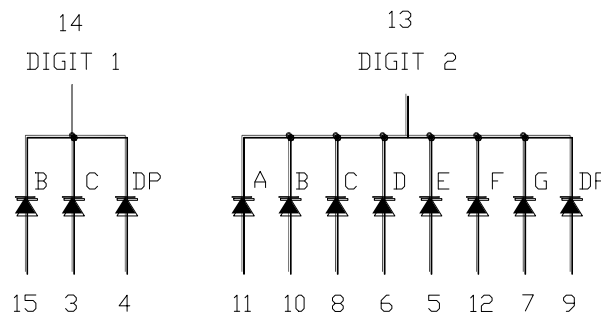 14 13
DIGIT 1 DIGIT 2
B C DP A B C D E F G DP
15 3 4 11 10 8 6 5 12 7 9